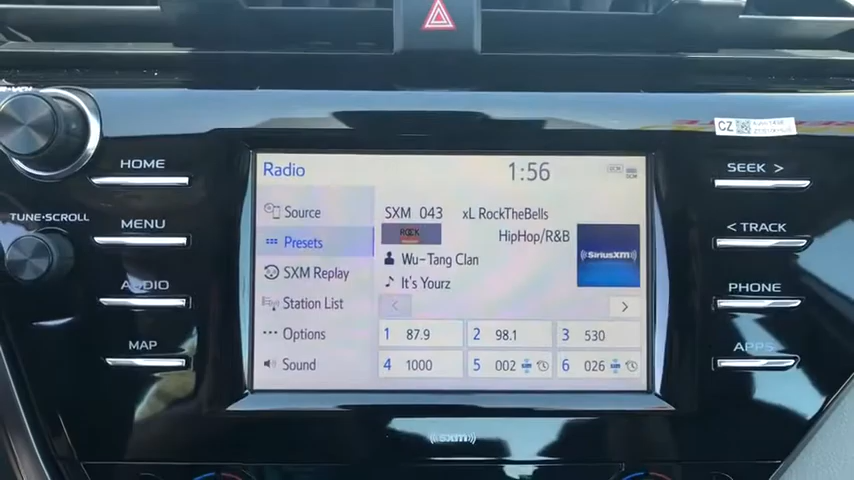 HOME
MENU
AUDIO
MAP
TUNE•SCROLL
Radio
1:56
Source
Presets
SXM Replay
Station List
Options
Sound
SXM 043 xL RockTheBells
HipHop/R&B
ROCK
Wu-Tang Clan
It's Yourz
SiriusXM
< >
1 87.9 2 98.1 3 530
4 1000 5 002 6 026
SEEK >
< TRACK
PHONE
APPS
CZ
sxm